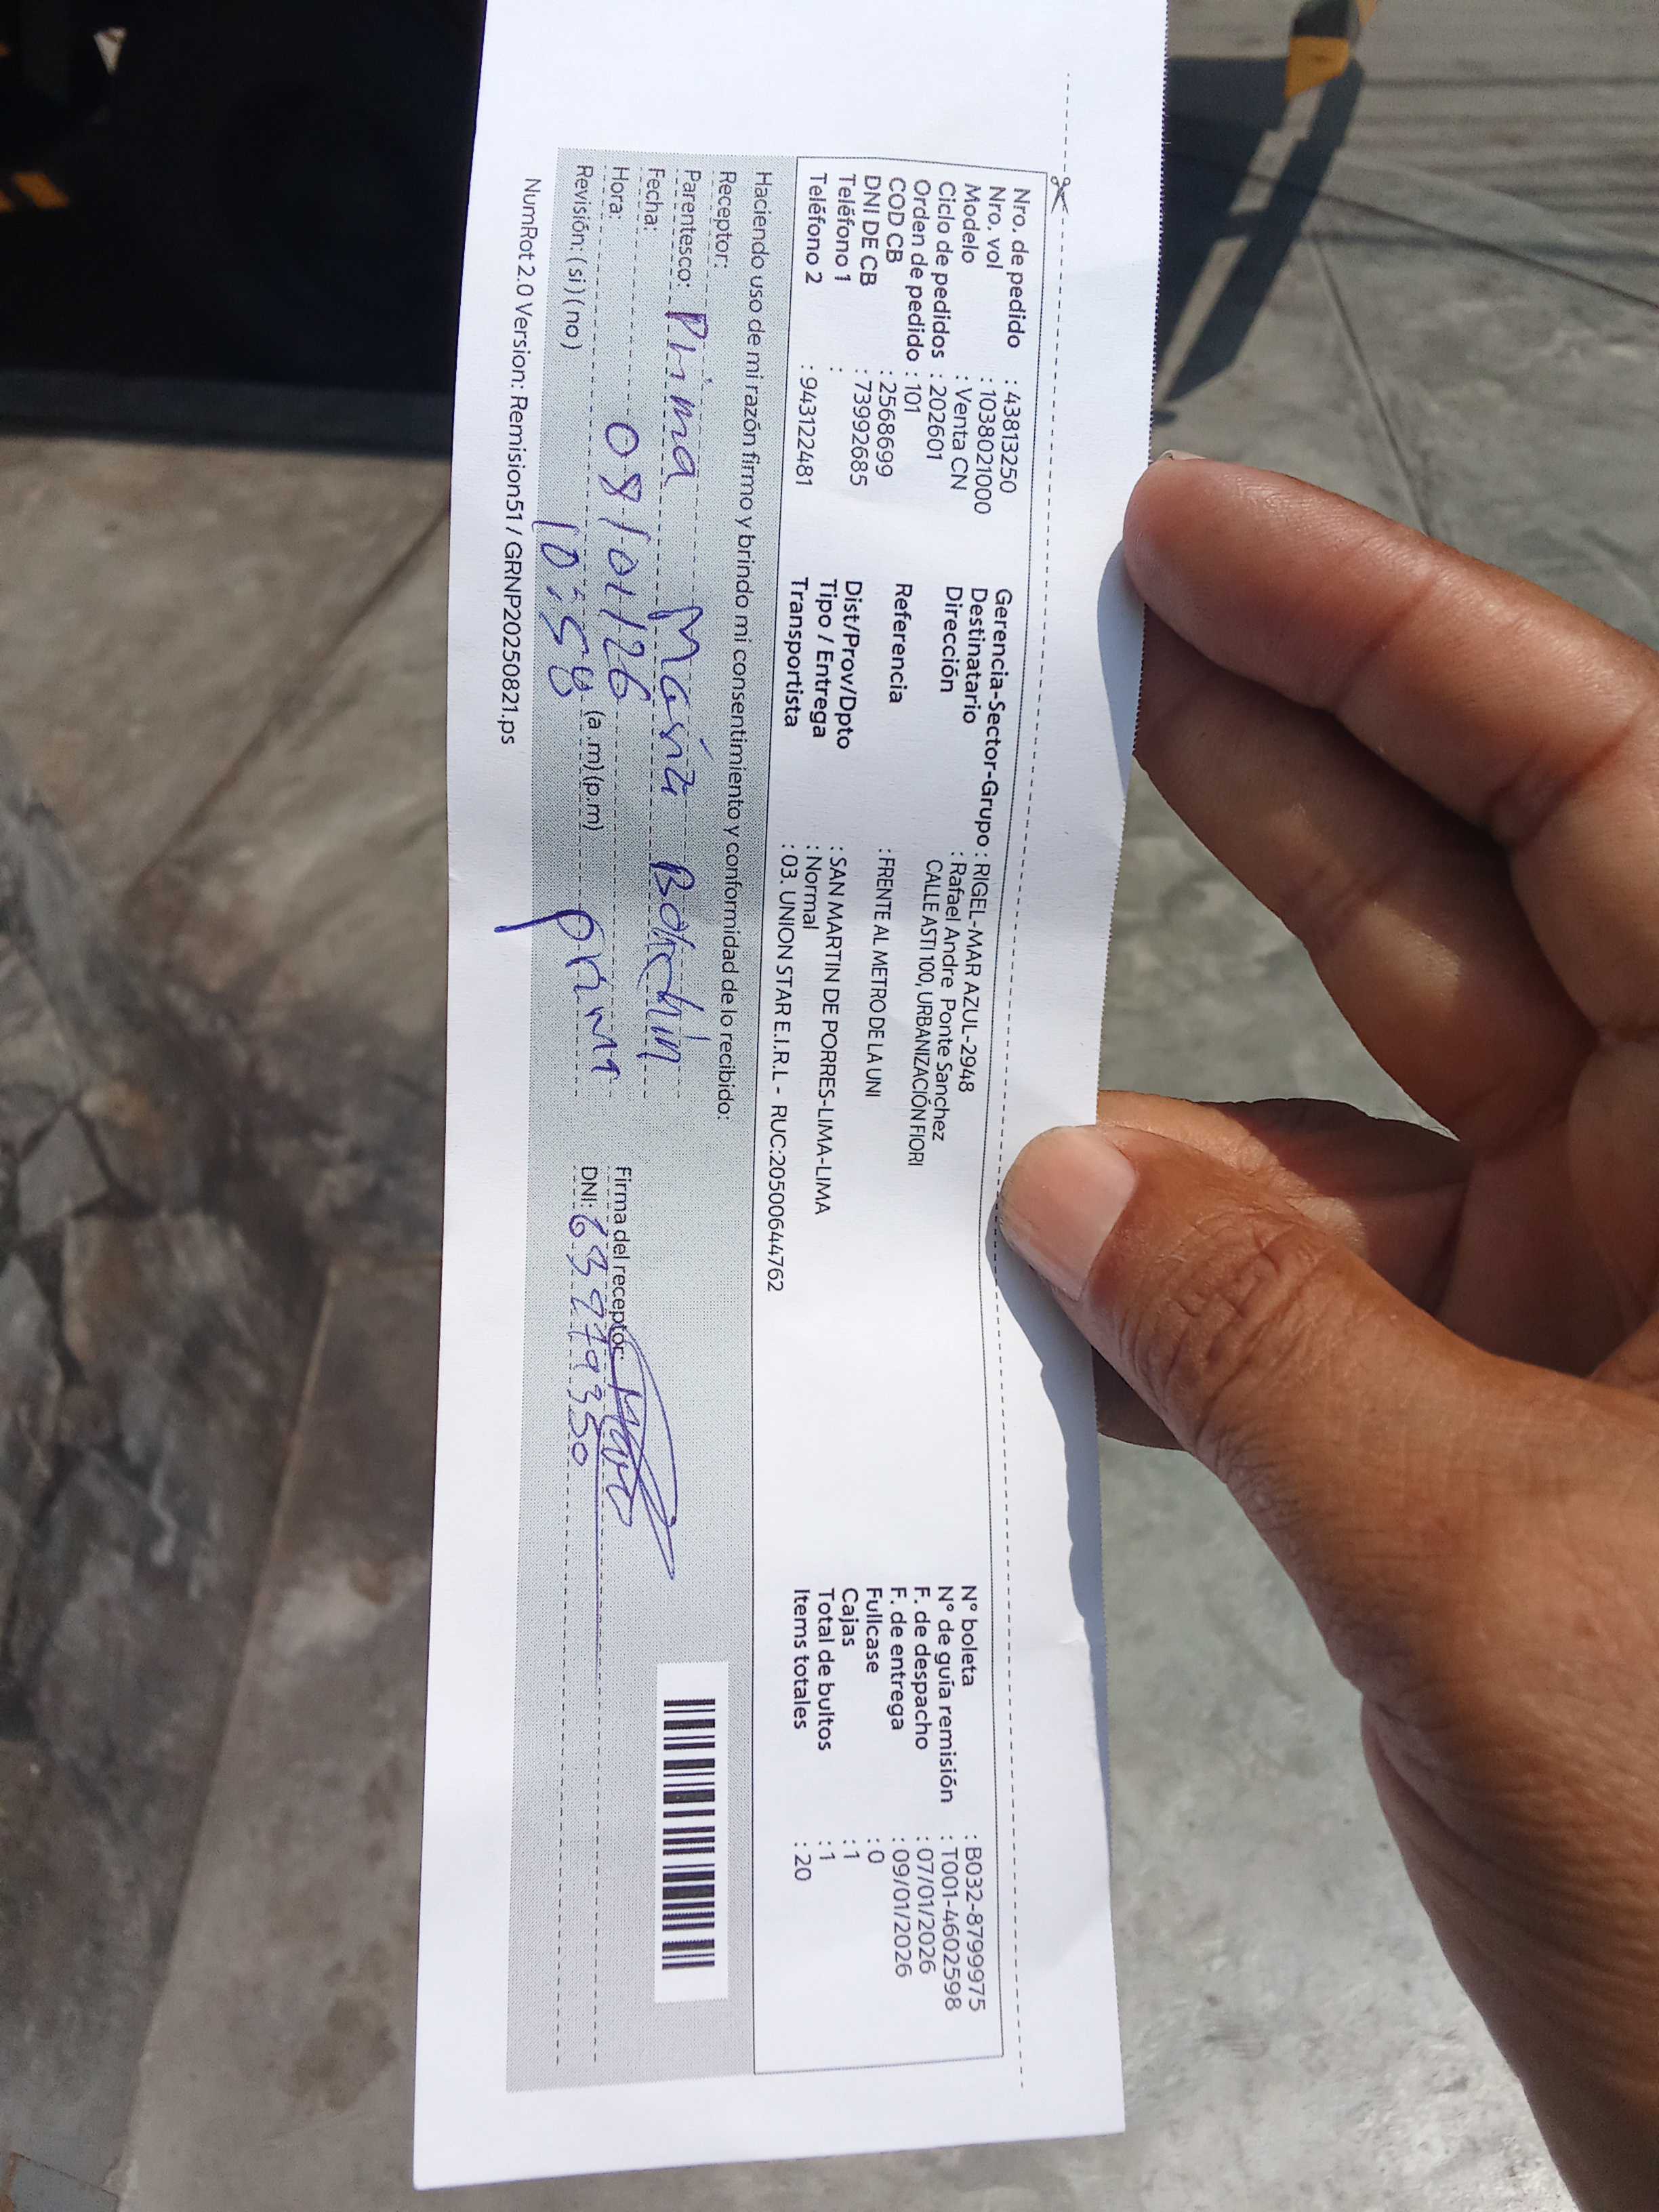 Nro. de pedido : 43813250
Nro. vol : 1038021000
Modelo : Venta CN
Ciclo de pedidos : 202601
Orden de pedido : 101
COD CB : 2568699
DNI DE CB : 73992685
Teléfono 1 :
Teléfono 2 : 943122481
Gerencia-Sector-Grupo : RIGEL-MAR AZUL-2948
Destinatario : Rafael Andre Ponte Sanchez
Dirección CALLE ASTI 100, URBANIZACIÓN FIORI
Referencia : FRENTE AL METRO DE LA UNI
Dist/Prov/Dpto : SAN MARTIN DE PORRES-LIMA-LIMA
Tipo / Entrega : Normal
Transportista : 03. UNION STAR E.I.R.L - RUC:20500644762
N° boleta : B032-8799975
N° de guía remisión : T001-4602598
F. de despacho : 07/01/2026
F. de entrega : 09/01/2026
Fullcase : 0
Cajas : 1
Total de bultos : 1
Items totales : 20
Haciendo uso de mi razón firmo y brindo mi consentimiento y conformidad de lo recibido:
Receptor:
Parentesco: Prima María
Fecha: 08/01/26
Hora: 10:58 (a.m)(p.m) prima
Revisión: ( si ) ( no )
Firma del receptor:
DNI:
NumRot 2.0 Version: Remision51 / GRNP20250821.ps